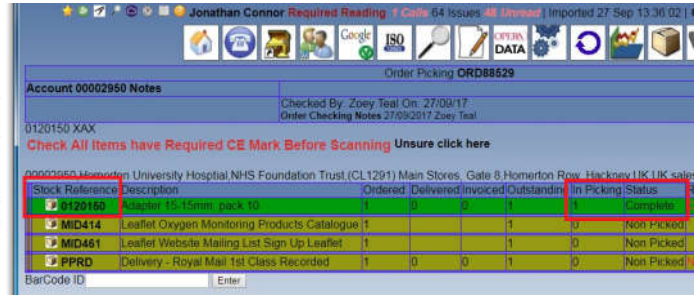 Jonathan Connor Required Reading 1 Calls 64 Issues 48 Unread | Imported 27 Sep 13:36:02 |
Google ISO OPERA DATA
Order Picking ORD88529
Account 00002950 Notes
Checked By: Zoey Teal On: 27/09/17
Order Checking Notes 27/09/2017 Zoey Teal
0120150 XAX
Check All Items have Required CE Mark Before Scanning Unsure click here
00002950 University Hosptial,NHS Foundation Trust,(CL1291) Main Stores, Gate 8,Homerton Row, Hackney,UK,UK sales
Stock Reference Description Ordered Delivered Invoiced Outstanding In Picking Status
0120150 Adapter 15-15mm. pack 10 1 0 0 1 1 Complete
MID414 Leaflet Oxygen Monitoring Products Catalogue 1 1 0 Non Picked
MID461 Leaflet Website Mailing List Sign Up Leaflet 1 1 0 Non Picked
PPRD Delivery - Royal Mail 1st Class Recorded 1 0 0 1 0 Non Picked
BarCode ID Enter